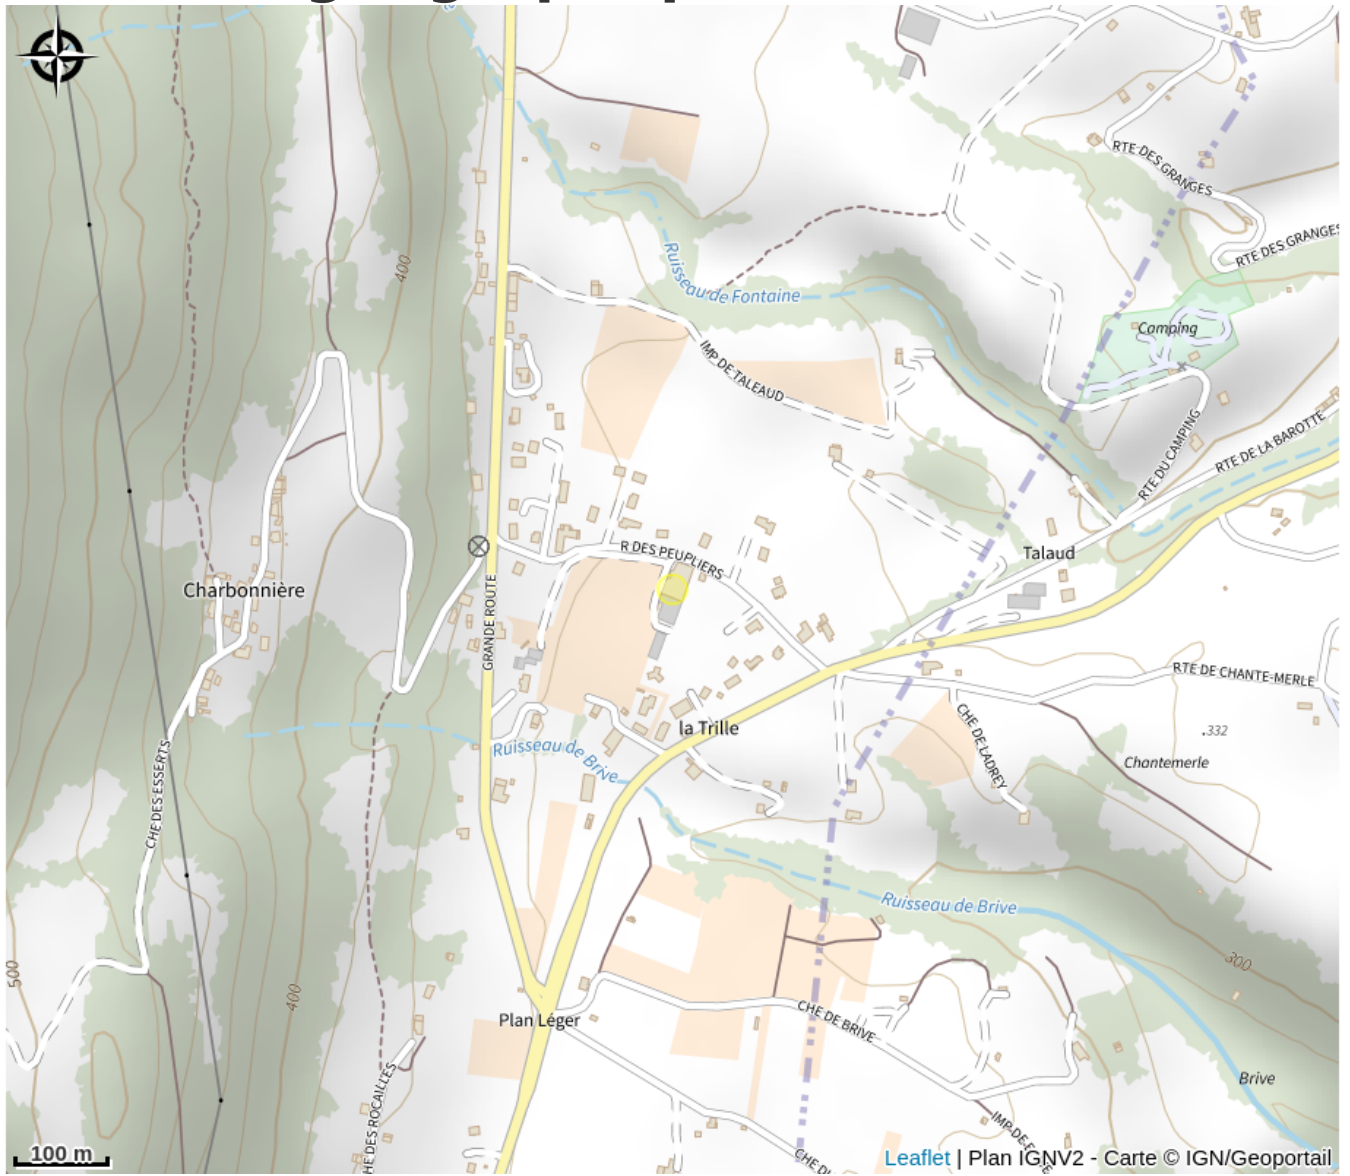 RTE DES GRANGES
RTE DES GRANGES
400
Ruisseau de Fontaine
Camping
IMP DE TALEAUD
RTE DU CAMPING
RTE DE LA BAROTTE
R DES PEUPLIERS
Talaud
Charbonnière
GRANDE ROUTE
RTE DE CHANTE-MERLE
la Trille
CHE DE LADREY
332
Ruisseau de Brive
Chantemerle
CHE DES ESSERTS
Ruisseau de Brive
500
400
300
Plan Léger
CHE DE BRIVE
Brive
CHE DES ROCAILLES
100 m
Leaflet | Plan IGNV2 - Carte © IGN/Geoportail